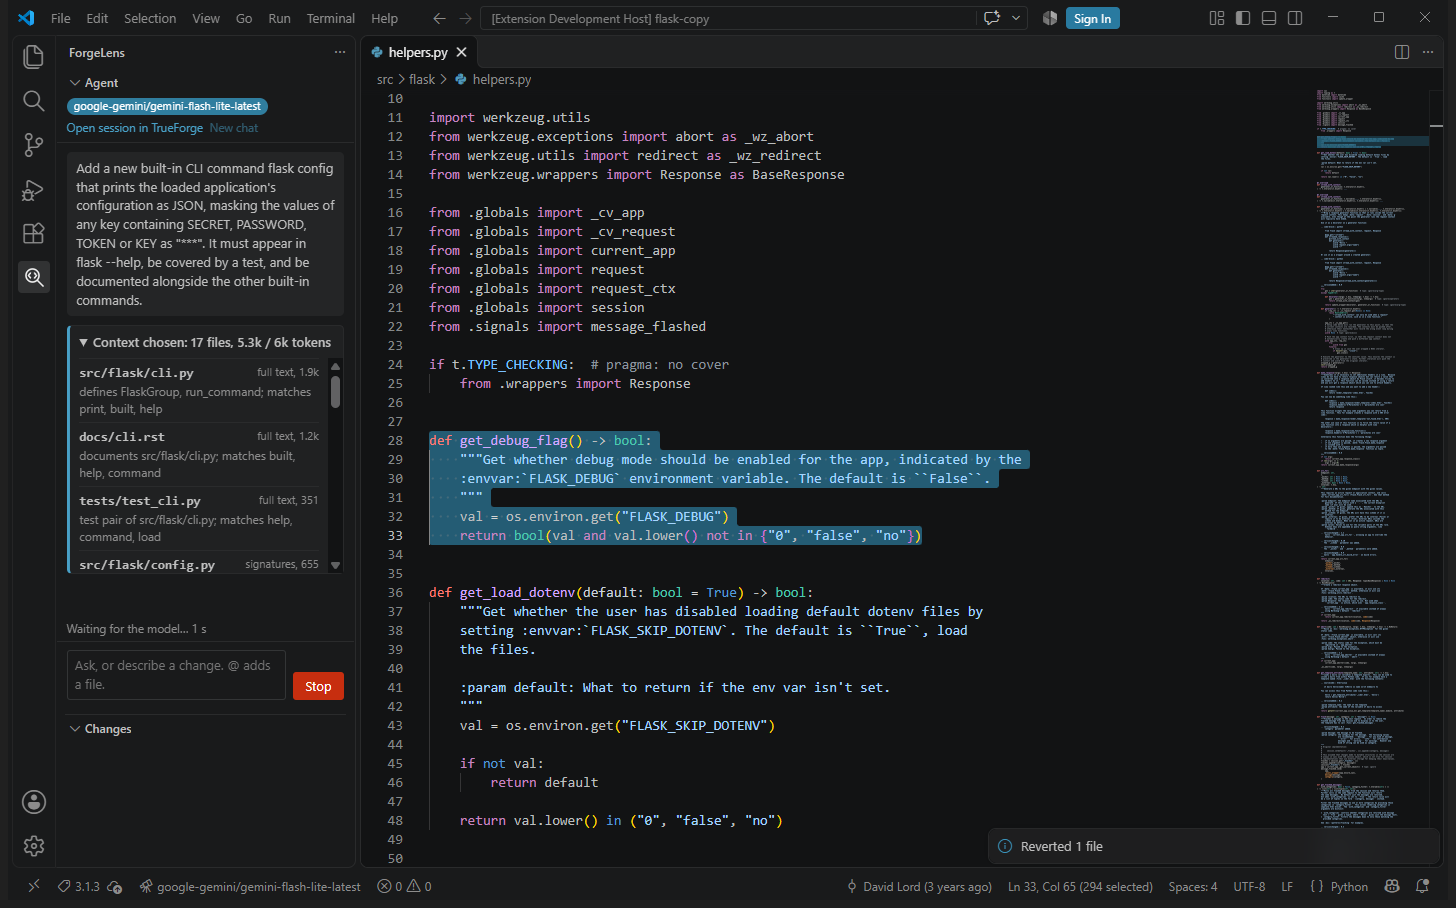 File Edit Selection View Go Run Terminal Help
[Extension Development Host] flask-copy
Sign In
ForgeLens
Agent
google-gemini/gemini-flash-lite-latest
Open session in TrueForge New chat
Add a new built-in CLI command flask config
that prints the loaded application's
configuration as JSON, masking the values of
any key containing SECRET, PASSWORD,
TOKEN or KEY as "***". It must appear in
flask --help, be covered by a test, and be
documented alongside the other built-in
commands.
Context chosen: 17 files, 5.3k / 6k tokens
src/flask/cli.py full text, 1.9k
defines FlaskGroup, run_command; matches
print, built, help
docs/cli.rst full text, 1.2k
documents src/flask/cli.py; matches built,
help, command
tests/test_cli.py full text, 351
test pair of src/flask/cli.py; matches help,
command, load
src/flask/config.py signatures, 655
Waiting for the model... 1 s
Ask, or describe a change. @ adds
a file.
Stop
Changes
helpers.py
src > flask > helpers.py
10
11 import werkzeug.utils
12 from werkzeug.exceptions import abort as _wz_abort
13 from werkzeug.utils import redirect as _wz_redirect
14 from werkzeug.wrappers import Response as BaseResponse
15
16 from .globals import _cv_app
17 from .globals import _cv_request
18 from .globals import current_app
19 from .globals import request
20 from .globals import request_ctx
21 from .globals import session
22 from .signals import message_flashed
23
24 if t.TYPE_CHECKING:  # pragma: no cover
25     from .wrappers import Response
26
27
28 def get_debug_flag() -> bool:
29     """Get whether debug mode should be enabled for the app, indicated by the
30     :envvar:`FLASK_DEBUG` environment variable. The default is ``False``.
31     """
32     val = os.environ.get("FLASK_DEBUG")
33     return bool(val and val.lower() not in {"0", "false", "no"})
34
35
36 def get_load_dotenv(default: bool = True) -> bool:
37     """Get whether the user has disabled loading default dotenv files by
38     setting :envvar:`FLASK_SKIP_DOTENV`. The default is ``True``, load
39     the files.
40
41     :param default: What to return if the env var isn't set.
42     """
43     val = os.environ.get("FLASK_SKIP_DOTENV")
44
45     if not val:
46         return default
47
48     return val.lower() in ("0", "false", "no")
49
50
Reverted 1 file
3.1.3 google-gemini/gemini-flash-lite-latest 0 0 David Lord (3 years ago) Ln 33, Col 65 (294 selected) Spaces: 4 UTF-8 LF { } Python